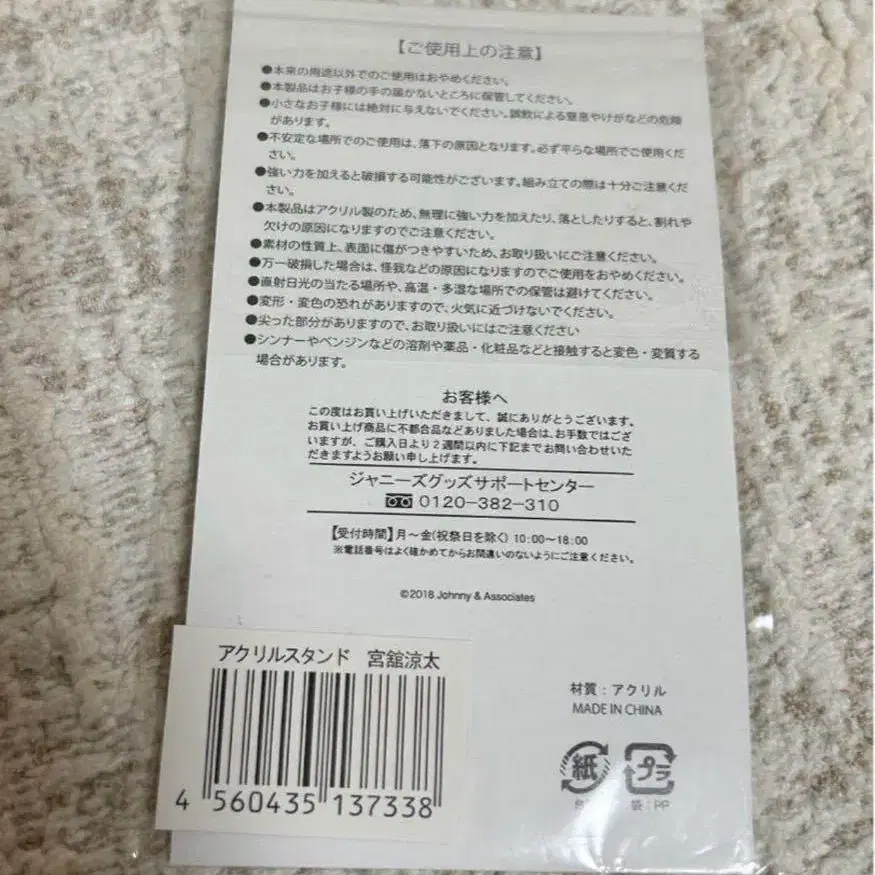 【ご使用上の注意】
●本来の用途以外でのご使用はおやめください。
●本製品はお子様の手の届かないところに保管してください。
●小さなお子様には絶対に与えないでください。誤飲による窒息やけがなどの危険
があります。
●不安定な場所でのご使用は、落下の原因となります。必ず平らな場所でご使用くだ
さい。
●強い力を加えると破損する可能性がございます。組み立ての際は十分ご注意くだ
さい。
●本製品はアクリル製のため、無理に強い力を加えたり、落としたりすると、割れや
欠けの原因になりますのでご注意ください。
●素材の性質上、表面に傷がつきやすいため、お取り扱いにご注意ください。
●万一破損した場合は、怪我などの原因になりますのでご使用をおやめください。
●直射日光の当たる場所や、高温・多湿な場所での保管は避けてください。
●変形・変色の恐れがありますので、火気に近づけないでください。
●尖った部分がありますので、お取り扱いにはご注意ください
●シンナーやベンジンなどの溶剤や薬品・化粧品などと接触すると変色・変質する
場合があります。
お客様へ
この度はお買い上げいただきまして、誠にありがとうございます。
お買い上げ商品に不都合品などありました場合は、お手数ではござ
いますが、ご購入日より2週間以内に下記までお問い合わせいた
だきますようお願い申し上げます。
ジャニーズグッズサポートセンター
0120-382-310
【受付時間】月～金(祝祭日を除く) 10:00～18:00
※電話番号はよく確かめてからお間違いのないようにご注意ください。
©2018 Johnny & Associates
アクリルスタンド 宮舘涼太
4 560435 137338
材質：アクリル
MADE IN CHINA
紙
プラ
袋：PP